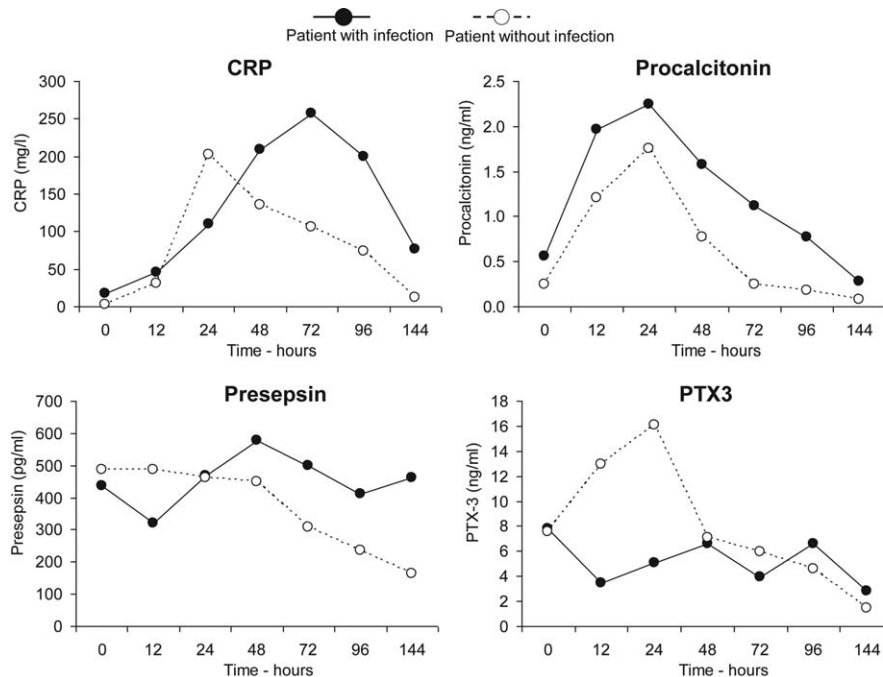 Patient with infection Patient without infection
CRP
CRP (mg/l)
300
250
200
150
100
50
0
0 12 24 48 72 96 144
Time - hours
Procalcitonin
Procalcitonin (ng/ml)
2.5
2.0
1.5
1.0
0.5
0.0
0 12 24 48 72 96 144
Time - hours
Presepsin
Presepsin (pg/ml)
700
600
500
400
300
200
100
0
0 12 24 48 72 96 144
Time - hours
PTX3
PTX-3 (ng/ml)
18
16
14
12
10
8
6
4
2
0
0 12 24 48 72 96 144
Time - hours